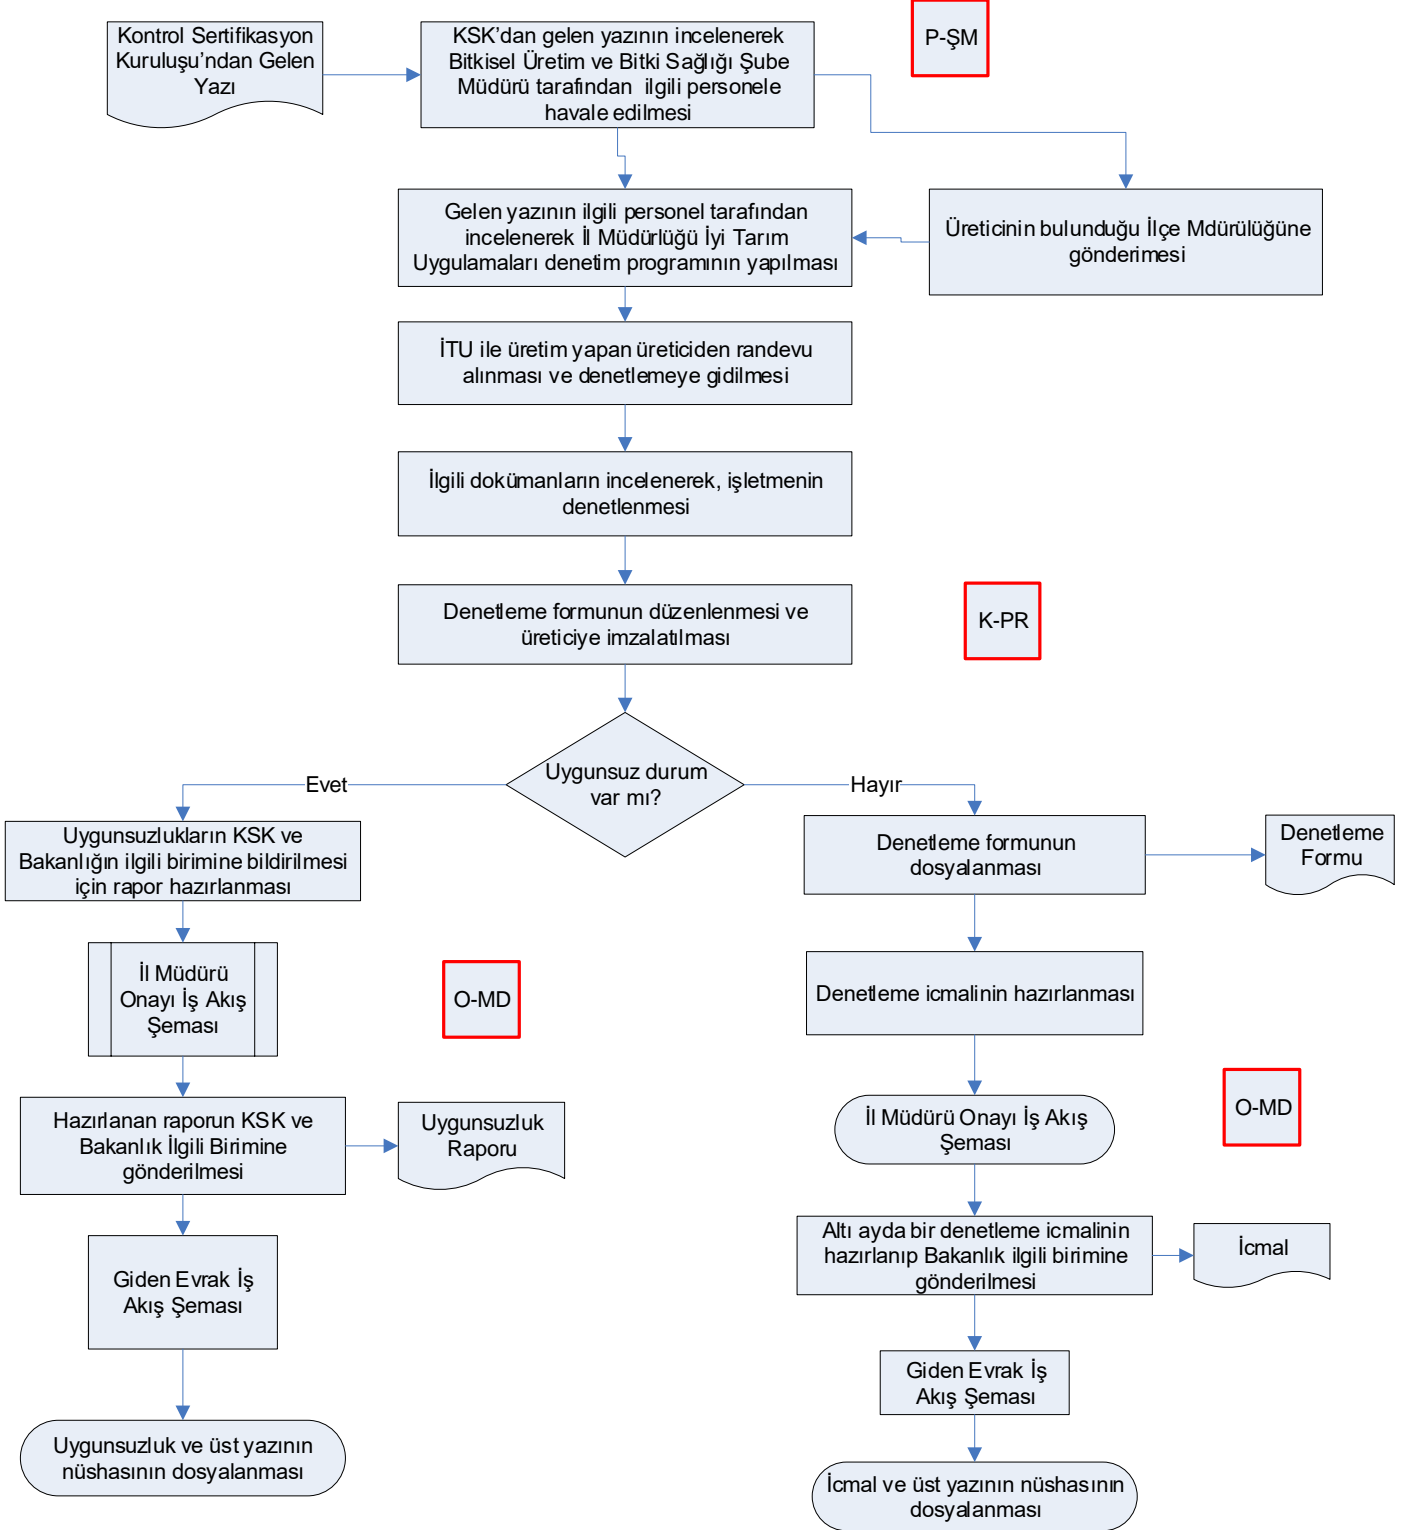 Kontrol Sertifikasyon
Kuruluşu’ndan Gelen
Yazı
KSK’dan gelen yazının incelenerek
Bitkisel Üretim ve Bitki Sağlığı Şube
Müdürü tarafından ilgili personele
havale edilmesi
P-ŞM
Gelen yazının ilgili personel tarafından
incelenerek İl Müdürlüğü İyi Tarım
Uygulamaları denetim programının yapılması
Üreticinin bulunduğu İlçe Mdürülüğüne
gönderimesi
İTU ile üretim yapan üreticiden randevu
alınması ve denetlemeye gidilmesi
İlgili dokümanların incelenerek, işletmenin
denetlenmesi
Denetleme formunun düzenlenmesi ve
üreticiye imzalatılması
K-PR
Uygunsuz durum
var mı?
Evet
Hayır
Uygunsuzlukların KSK ve
Bakanlığın ilgili birimine bildirilmesi
için rapor hazırlanması
Denetleme formunun
dosyalanması
Denetleme
Formu
İl Müdürü
Onayı İş Akış
Şeması
O-MD
Denetleme icmalinin hazırlanması
Hazırlanan raporun KSK ve
Bakanlık İlgili Birimine
gönderilmesi
Uygunsuzluk
Raporu
İl Müdürü Onayı İş Akış
Şeması
O-MD
Altı ayda bir denetleme icmalinin
hazırlanıp Bakanlık ilgili birimine
gönderilmesi
İcmal
Giden Evrak İş
Akış Şeması
Giden Evrak İş
Akış Şeması
Uygunsuzluk ve üst yazının
nüshasının dosyalanması
İcmal ve üst yazının nüshasının
dosyalanması